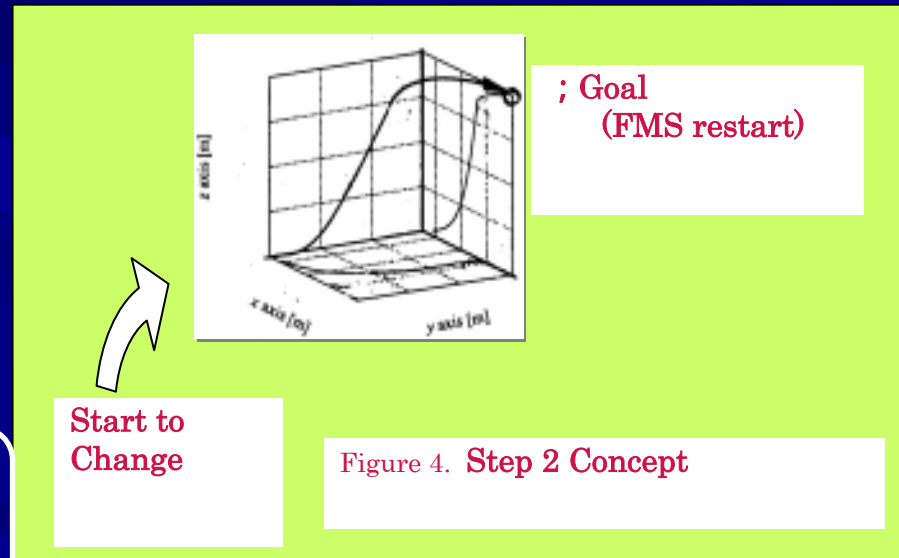 ; Goal
(FMS restart)
z axis [m]
x axis [m]
y axis [m]
Start to
Change
Figure 4. Step 2 Concept